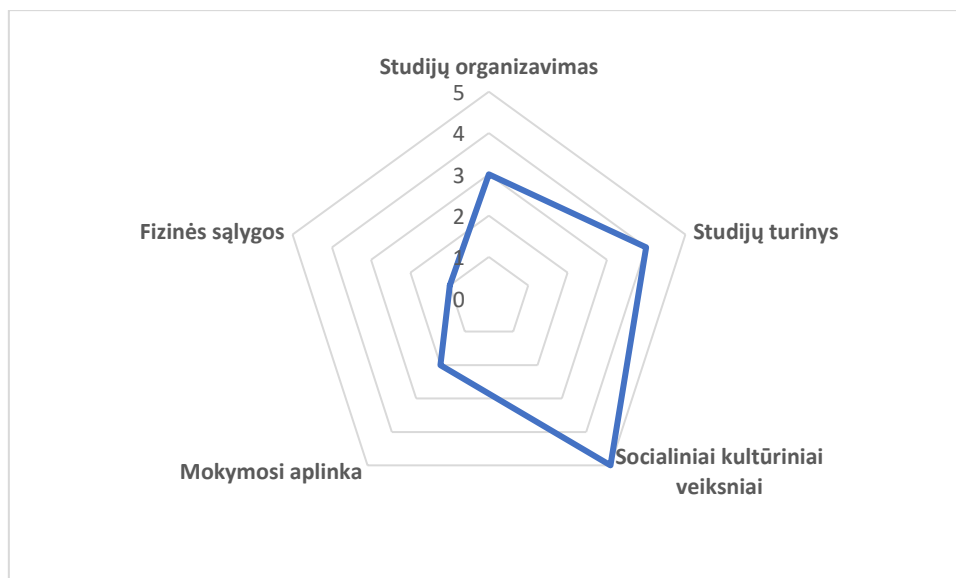 Studijų organizavimas
5
4
3
2
1
0
Fizinės sąlygos
Studijų turinys
Mokymosi aplinka
Socialiniai kultūriniai
veiksniai